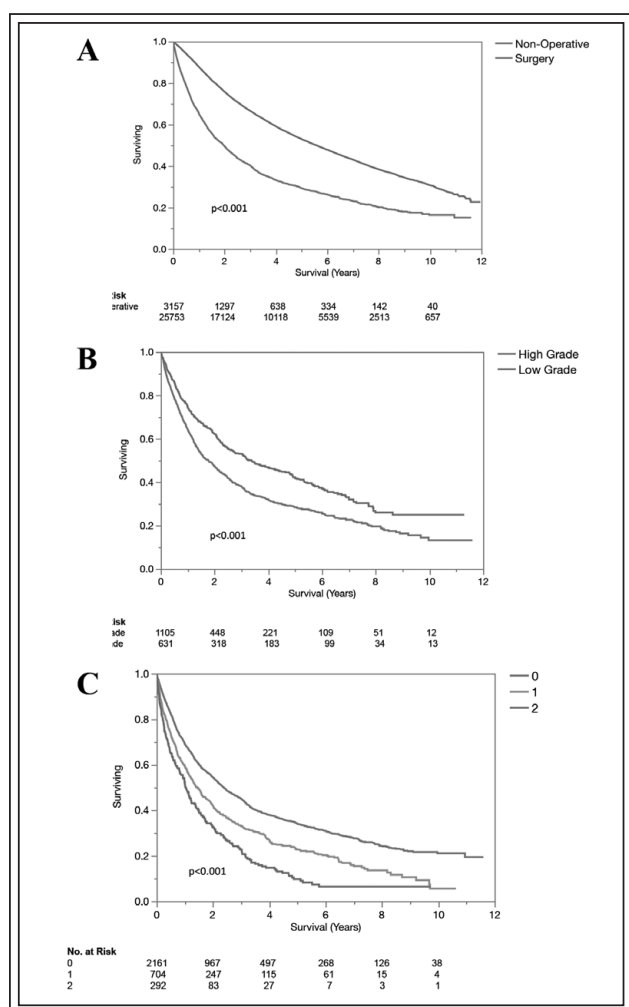 A
1.0
0.8
0.6
0.4
0.2
0.0
Surviving
p<0.001
0 2 4 6 8 10 12
Survival (Years)
Non-Operative
Surgery
isk
erative 3157 1297 638 334 142 40
25753 17124 10118 5539 2513 657
B
1.0
0.8
0.6
0.4
0.2
0.0
Surviving
p<0.001
0 2 4 6 8 10 12
Survival (Years)
High Grade
Low Grade
isk
ade 1105 448 221 109 51 12
de 631 318 183 99 34 13
C
1.0
0.8
0.6
0.4
0.2
0.0
Surviving
p<0.001
0 2 4 6 8 10 12
Survival (Years)
0
1
2
No. at Risk
0 2161 967 497 268 126 38
1 704 247 115 61 15 4
2 292 83 27 7 3 1